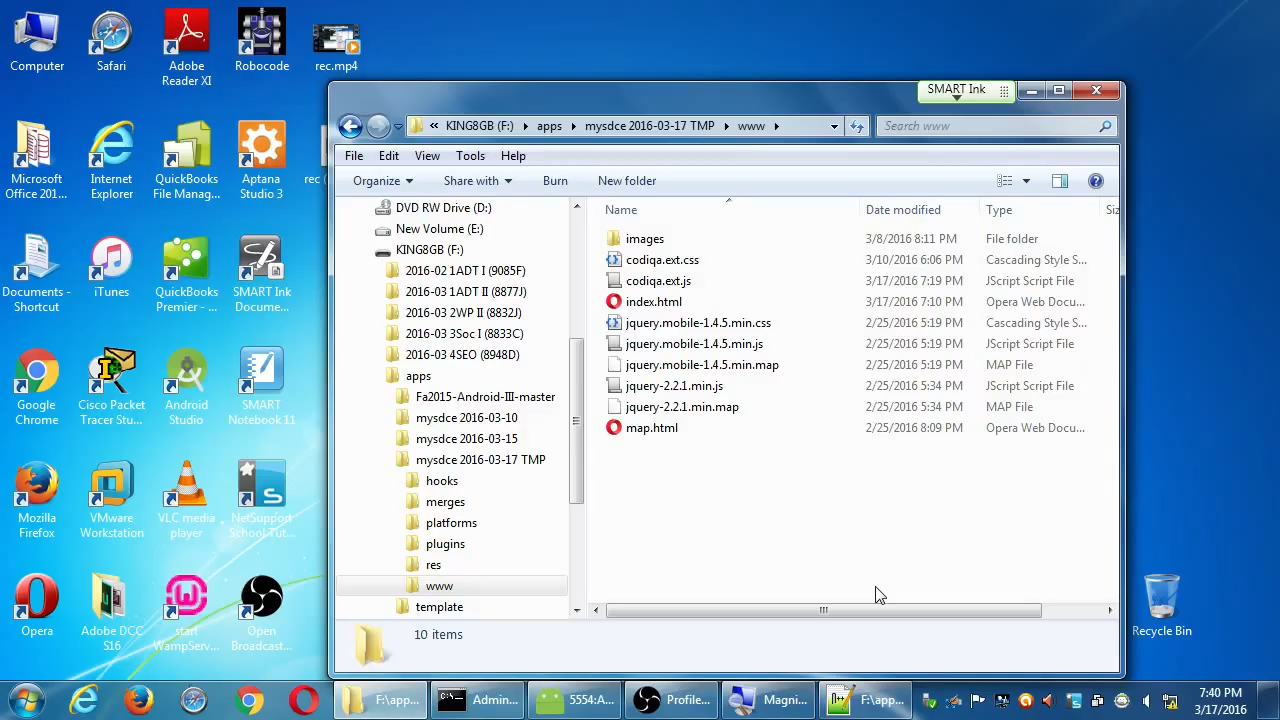 Computer
Safari
Adobe
Reader XI
Robocode
rec.mp4
Microsoft
Office 201...
Internet
Explorer
QuickBooks
File Manag...
Aptana
Studio 3
rec (
Documents -
Shortcut
iTunes
QuickBooks
Premier - ...
SMART Ink
Docume...
Google
Chrome
Cisco Packet
Tracer Stu...
Android
Studio
SMART
Notebook 11
Mozilla
Firefox
VMware
Workstation
VLC media
player
NetSupport
School Tut...
Opera
Adobe DCC
S16
start
WampServ...
Open
Broadcast...
SMART Ink
« KING8GB (F:) apps mysdce 2016-03-17 TMP www
Search www
File Edit View Tools Help
Organize Share with Burn New folder
DVD RW Drive (D:)
New Volume (E:)
KING8GB (F:)
2016-02 1ADT I (9085F)
2016-03 1ADT II (8877J)
2016-03 2WP II (8832J)
2016-03 3Soc I (8833C)
2016-03 4SEO (8948D)
apps
Fa2015-Android-III-master
mysdce 2016-03-10
mysdce 2016-03-15
mysdce 2016-03-17 TMP
hooks
merges
platforms
plugins
res
www
template
Name Date modified Type Siz
images 3/8/2016 8:11 PM File folder
codiqa.ext.css 3/10/2016 6:06 PM Cascading Style S...
codiqa.ext.js 3/17/2016 7:19 PM JScript Script File
index.html 3/17/2016 7:10 PM Opera Web Docu...
jquery.mobile-1.4.5.min.css 2/25/2016 5:19 PM Cascading Style S...
jquery.mobile-1.4.5.min.js 2/25/2016 5:19 PM JScript Script File
jquery.mobile-1.4.5.min.map 2/25/2016 5:19 PM MAP File
jquery-2.2.1.min.js 2/25/2016 5:34 PM JScript Script File
jquery-2.2.1.min.map 2/25/2016 5:34 PM MAP File
map.html 2/25/2016 8:09 PM Opera Web Docu...
10 items
Recycle Bin
F:\app... Admin... 5554:A... Profile... Magni... F:\app...
7:40 PM
3/17/2016